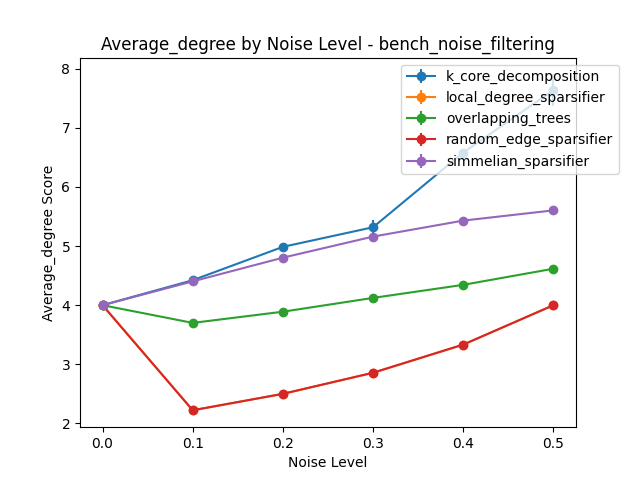 Average_degree by Noise Level - bench_noise_filtering
8
7
6
5
4
3
2
Average_degree Score
k_core_decomposition
local_degree_sparsifier
overlapping_trees
random_edge_sparsifier
simmelian_sparsifier
0.0 0.1 0.2 0.3 0.4 0.5
Noise Level